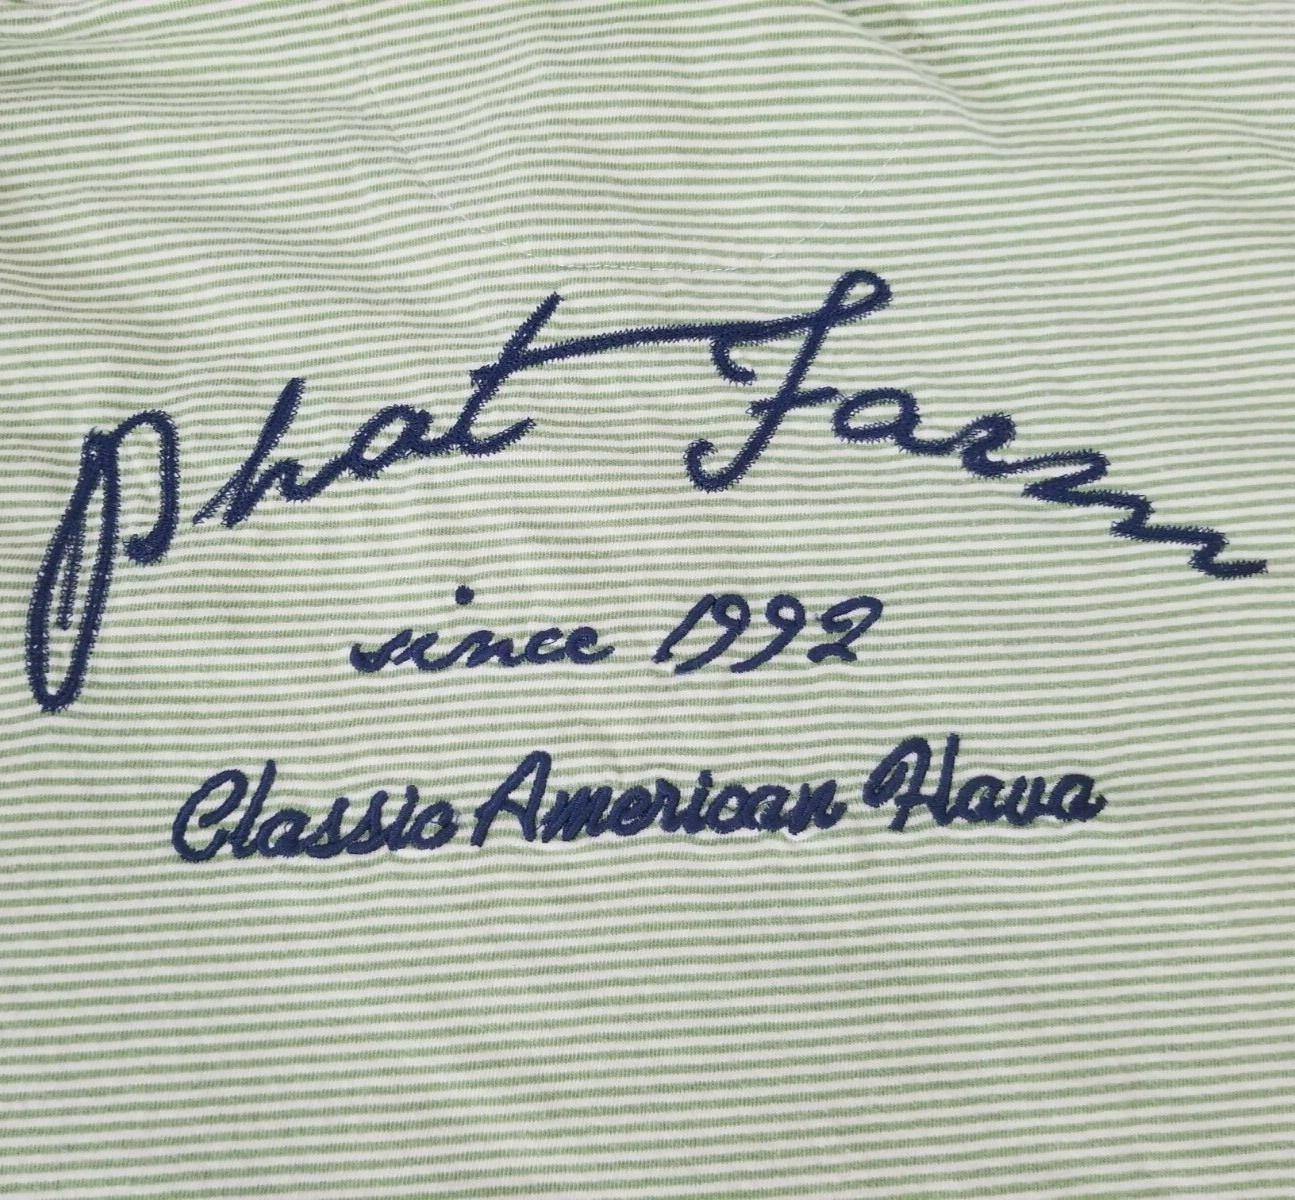 Phat Farm
since 1992
Classic American Flava